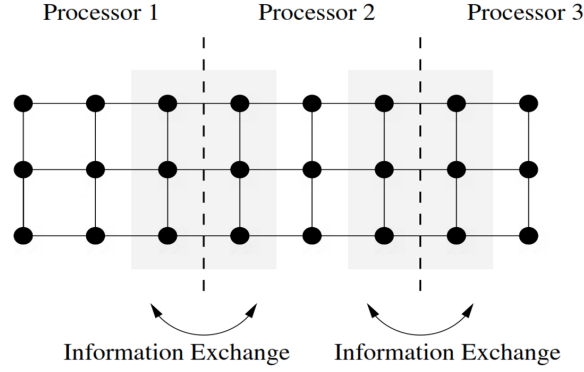 Processor 1
Processor 2
Processor 3
Information Exchange
Information Exchange